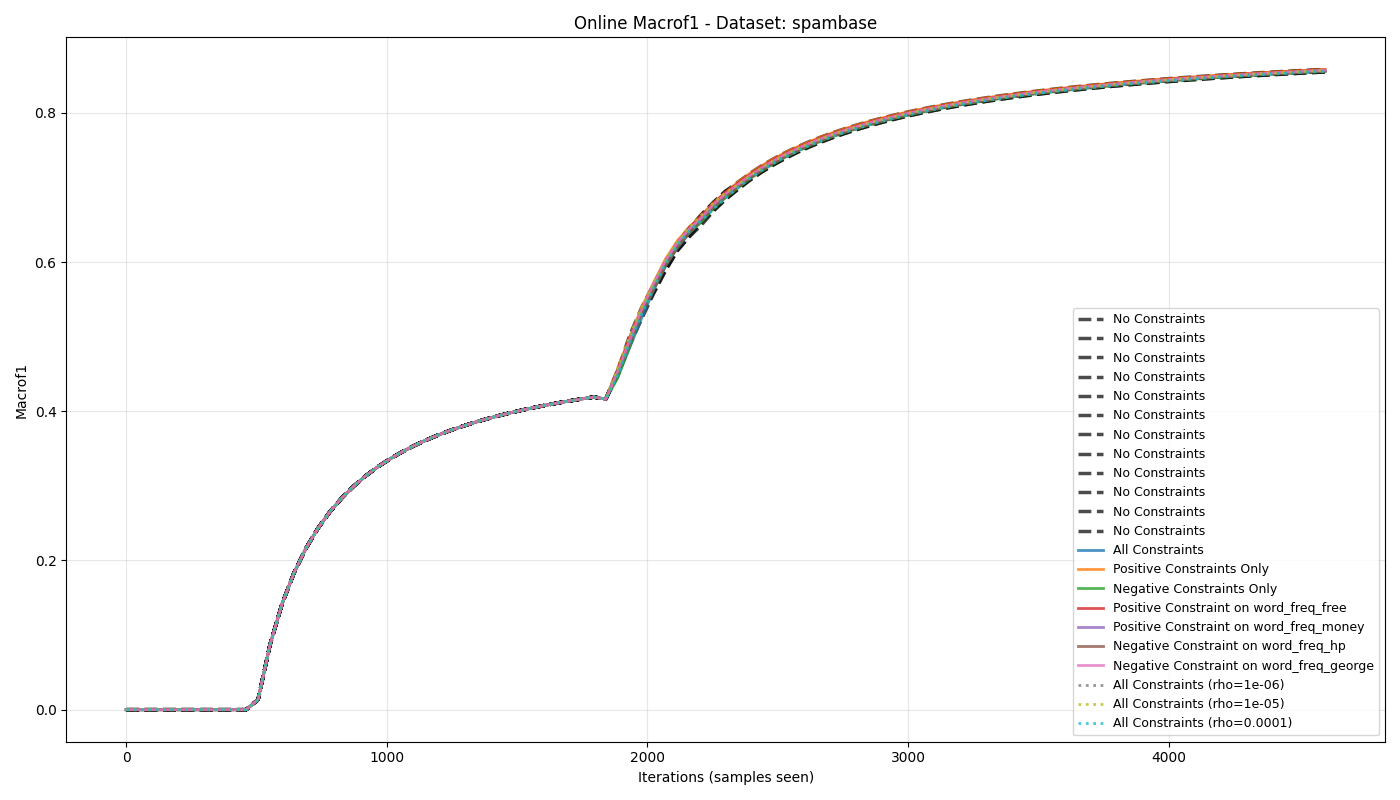 Online Macrof1 - Dataset: spambase
Macrof1
0.8
0.6
0.4
0.2
0.0
No Constraints
No Constraints
No Constraints
No Constraints
No Constraints
No Constraints
No Constraints
No Constraints
No Constraints
No Constraints
No Constraints
No Constraints
All Constraints
Positive Constraints Only
Negative Constraints Only
Positive Constraint on word_freq_free
Positive Constraint on word_freq_money
Negative Constraint on word_freq_hp
Negative Constraint on word_freq_george
All Constraints (rho=1e-06)
All Constraints (rho=1e-05)
All Constraints (rho=0.0001)
0 1000 2000 3000 4000
Iterations (samples seen)